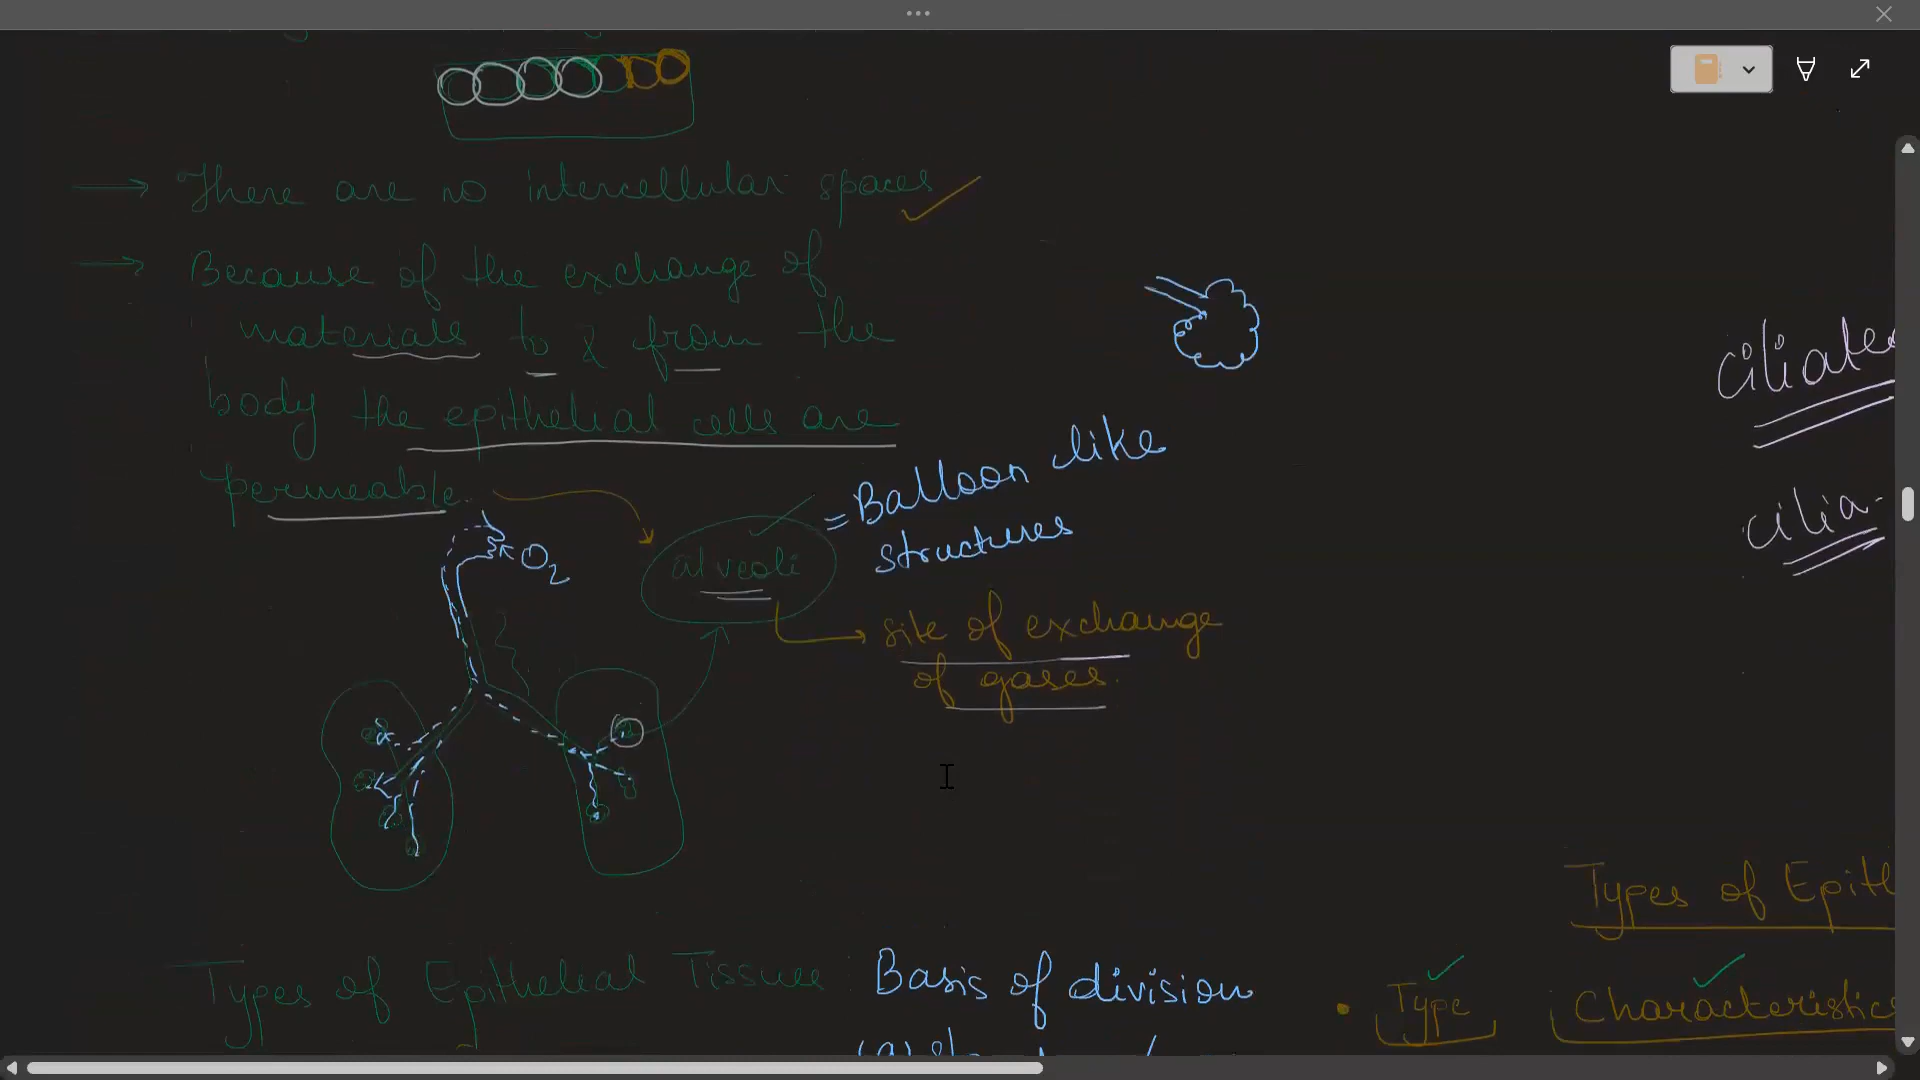 → There are no intercellular spaces
→ Because of the exchange of
materials to & from the
body the epithelial cells are
permeable.
O2
alveoli
= Balloon like
structures
site of exchange
of gases.
ciliated
cilia.
Types of Epith
Types of Epithelial Tissues : Basis of division
• Type
Characteristics